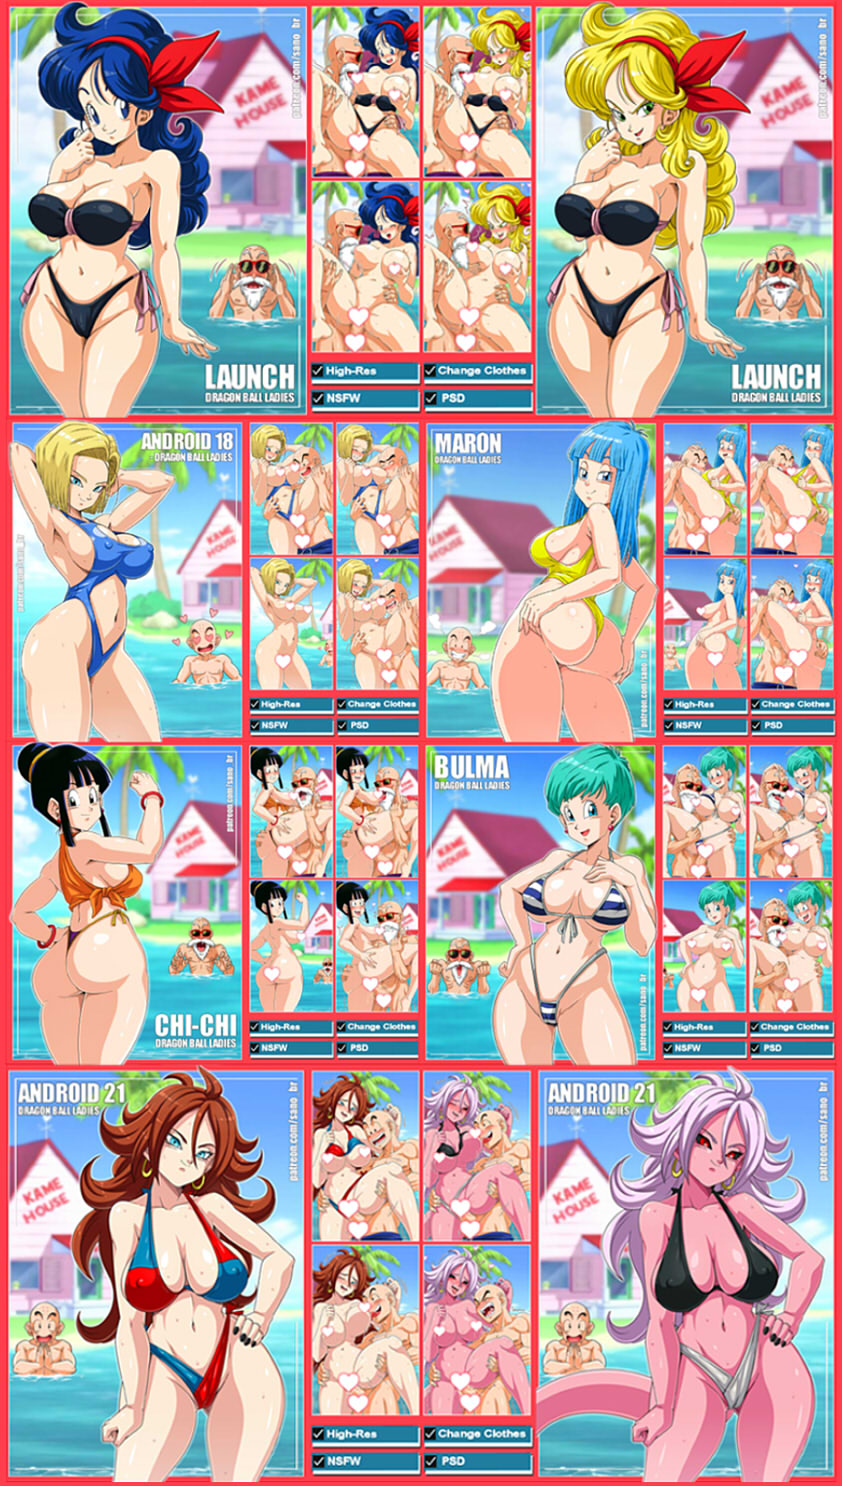 patreon.com/sano_br
KAME
HOUSE
LAUNCH
DRAGON BALL LADIES
High-Res
Change Clothes
NSFW
PSD
patreon.com/sano_br
KAME
HOUSE
LAUNCH
DRAGON BALL LADIES
ANDROID 18
DRAGON BALL LADIES
KAME
HOUSE
patreon.com/sano_br
High-Res
Change Clothes
NSFW
PSD
MARON
DRAGON BALL LADIES
KAME
HOUSE
patreon.com/sano_br
High-Res
Change Clothes
NSFW
PSD
patreon.com/sano_br
KAME
HOUSE
CHI-CHI
DRAGON BALL LADIES
High-Res
Change Clothes
NSFW
PSD
BULMA
DRAGON BALL LADIES
KAME
HOUSE
patreon.com/sano_br
High-Res
Change Clothes
NSFW
PSD
ANDROID 21
DRAGON BALL LADIES
patreon.com/sano_br
KAME
HOUSE
High-Res
Change Clothes
NSFW
PSD
ANDROID 21
DRAGON BALL LADIES
patreon.com/sano_br
KAME
HOUSE